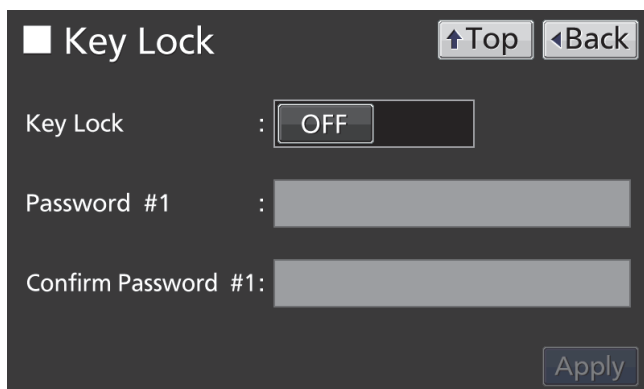 Key Lock ↑Top ◂Back
Key Lock : OFF
Password #1 :
Confirm Password #1:
Apply